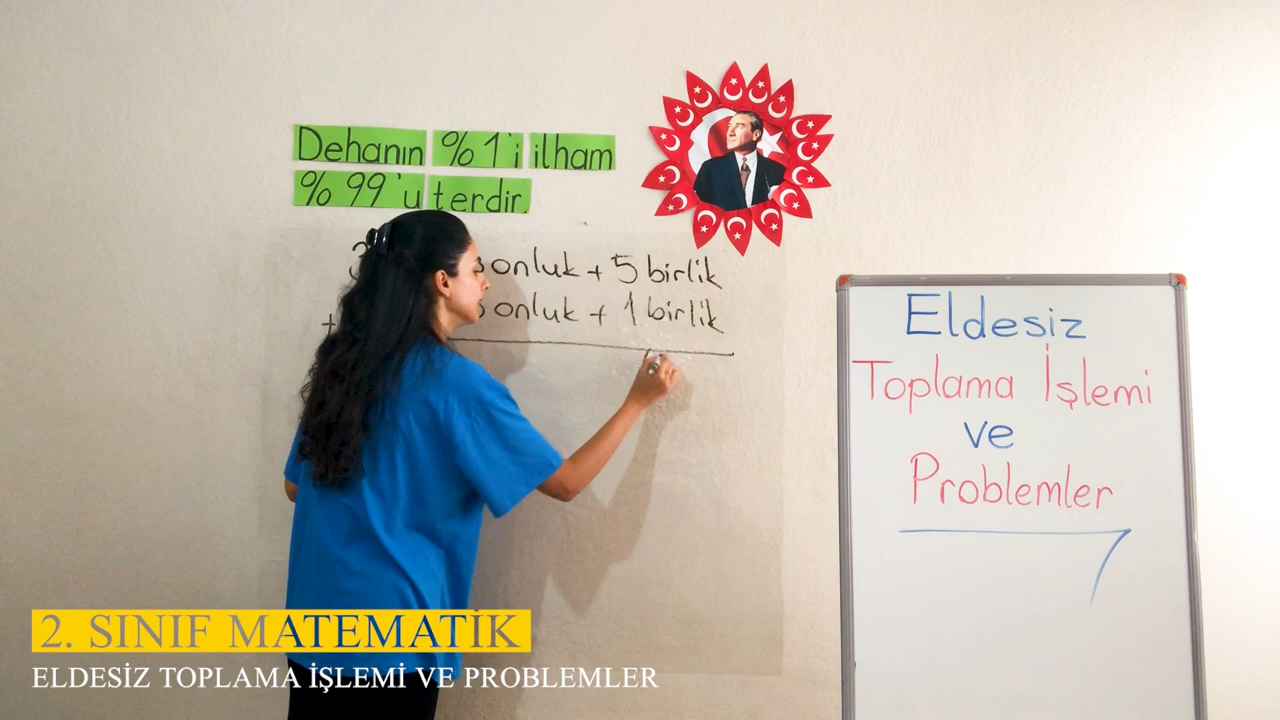 Dehanın %1'i ilham
%99'u terdir.
onluk + 5 birlik
onluk + 1 birlik
Eldesiz
Toplama İşlemi
ve
Problemler
2. SINIF MATEMATİK
ELDESİZ TOPLAMA İŞLEMİ VE PROBLEMLER